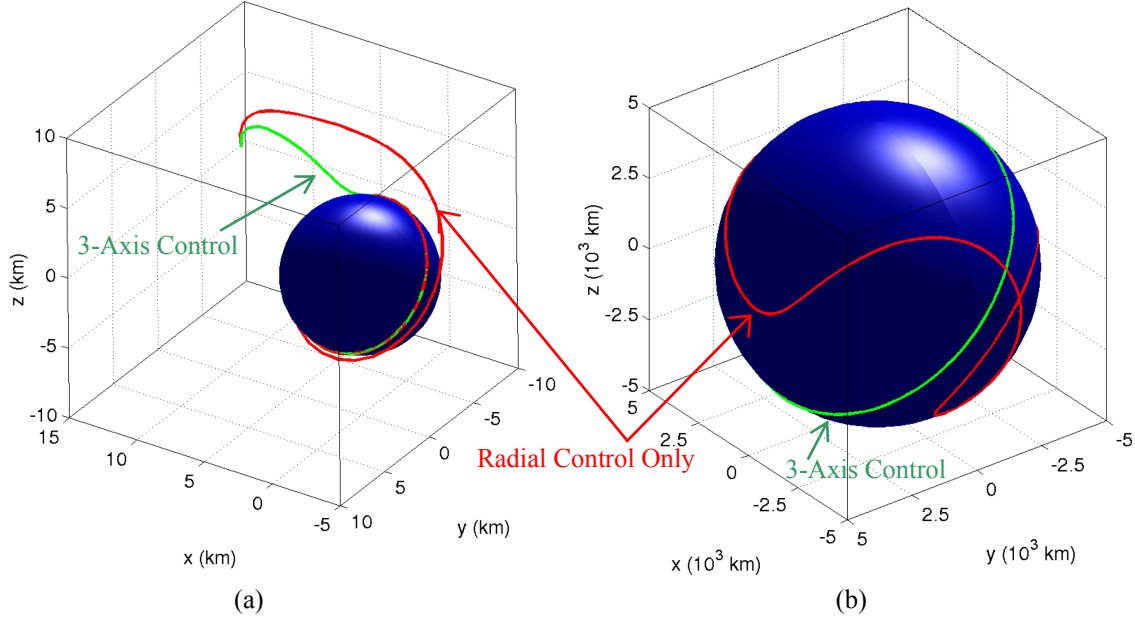 10
5
0
-5
-10
z (km)
15
10
5
0
-5
x (km)
10
5
0
-5
-10
y (km)
3-Axis Control
Radial Control Only
(a)
5
2.5
0
-2.5
-5
z (10³ km)
5
2.5
0
-2.5
-5
x (10³ km)
5
2.5
0
-2.5
-5
y (10³ km)
3-Axis Control
(b)